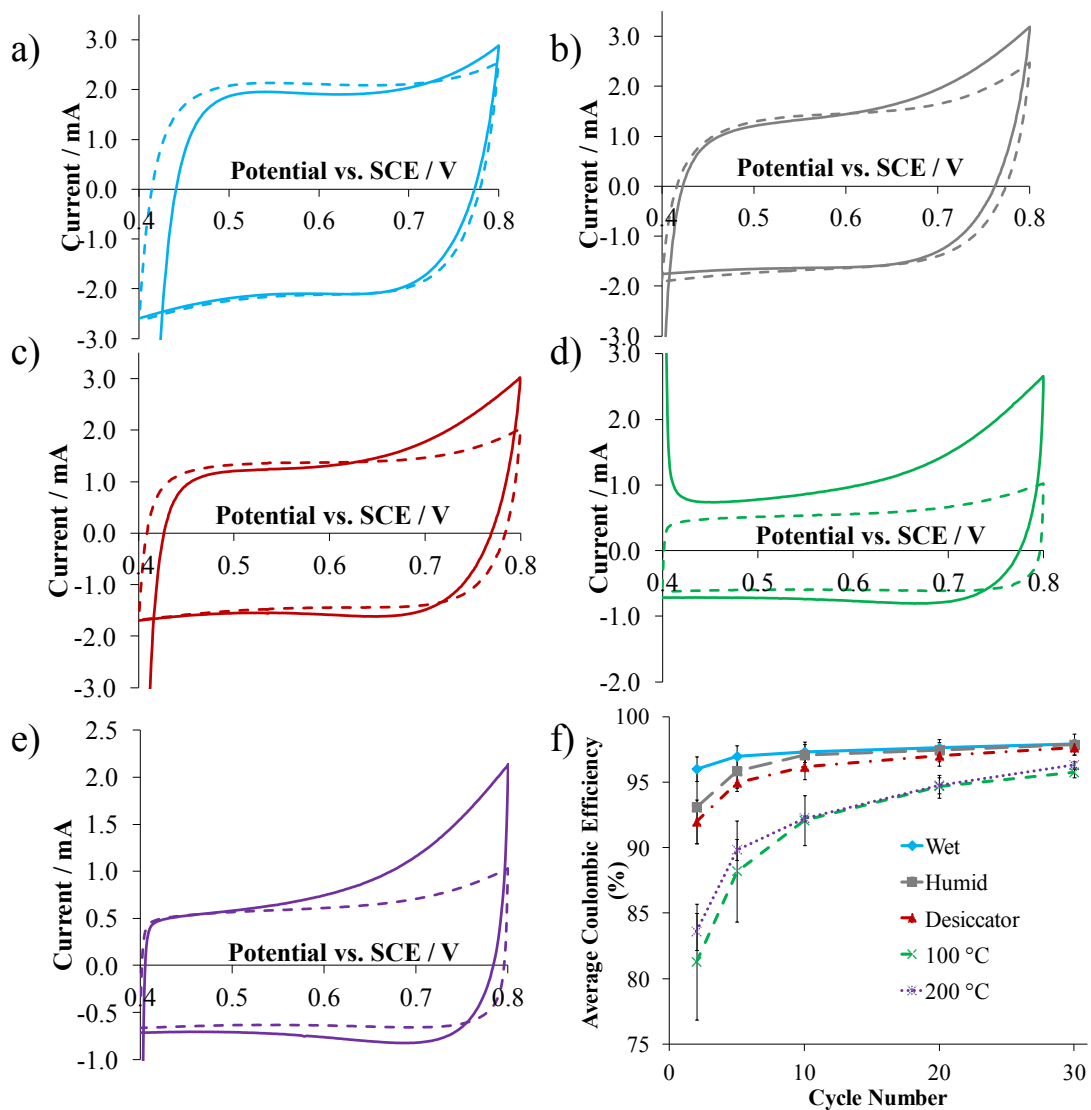 a)
3.0
2.0
1.0
0.0
-1.0
-2.0
-3.0
Current / mA
Potential vs. SCE / V
0.4 0.5 0.6 0.7 0.8
b)
3.0
2.0
1.0
0.0
-1.0
-2.0
-3.0
Current / mA
Potential vs. SCE / V
0.4 0.5 0.6 0.7 0.8
c)
3.0
2.0
1.0
0.0
-1.0
-2.0
-3.0
Current / mA
Potential vs. SCE / V
0.4 0.5 0.6 0.7 0.8
d)
3.0
2.0
1.0
0.0
-1.0
-2.0
Current / mA
Potential vs. SCE / V
0.4 0.5 0.6 0.7 0.8
e)
2.5
2.0
1.5
1.0
0.5
0.0
-0.5
-1.0
Current / mA
Potential vs. SCE / V
0.4 0.5 0.6 0.7 0.8
f)
100
95
90
85
80
75
Average Coulombic Efficiency
(%)
Wet
Humid
Desiccator
100 °C
200 °C
0 10 20 30
Cycle Number